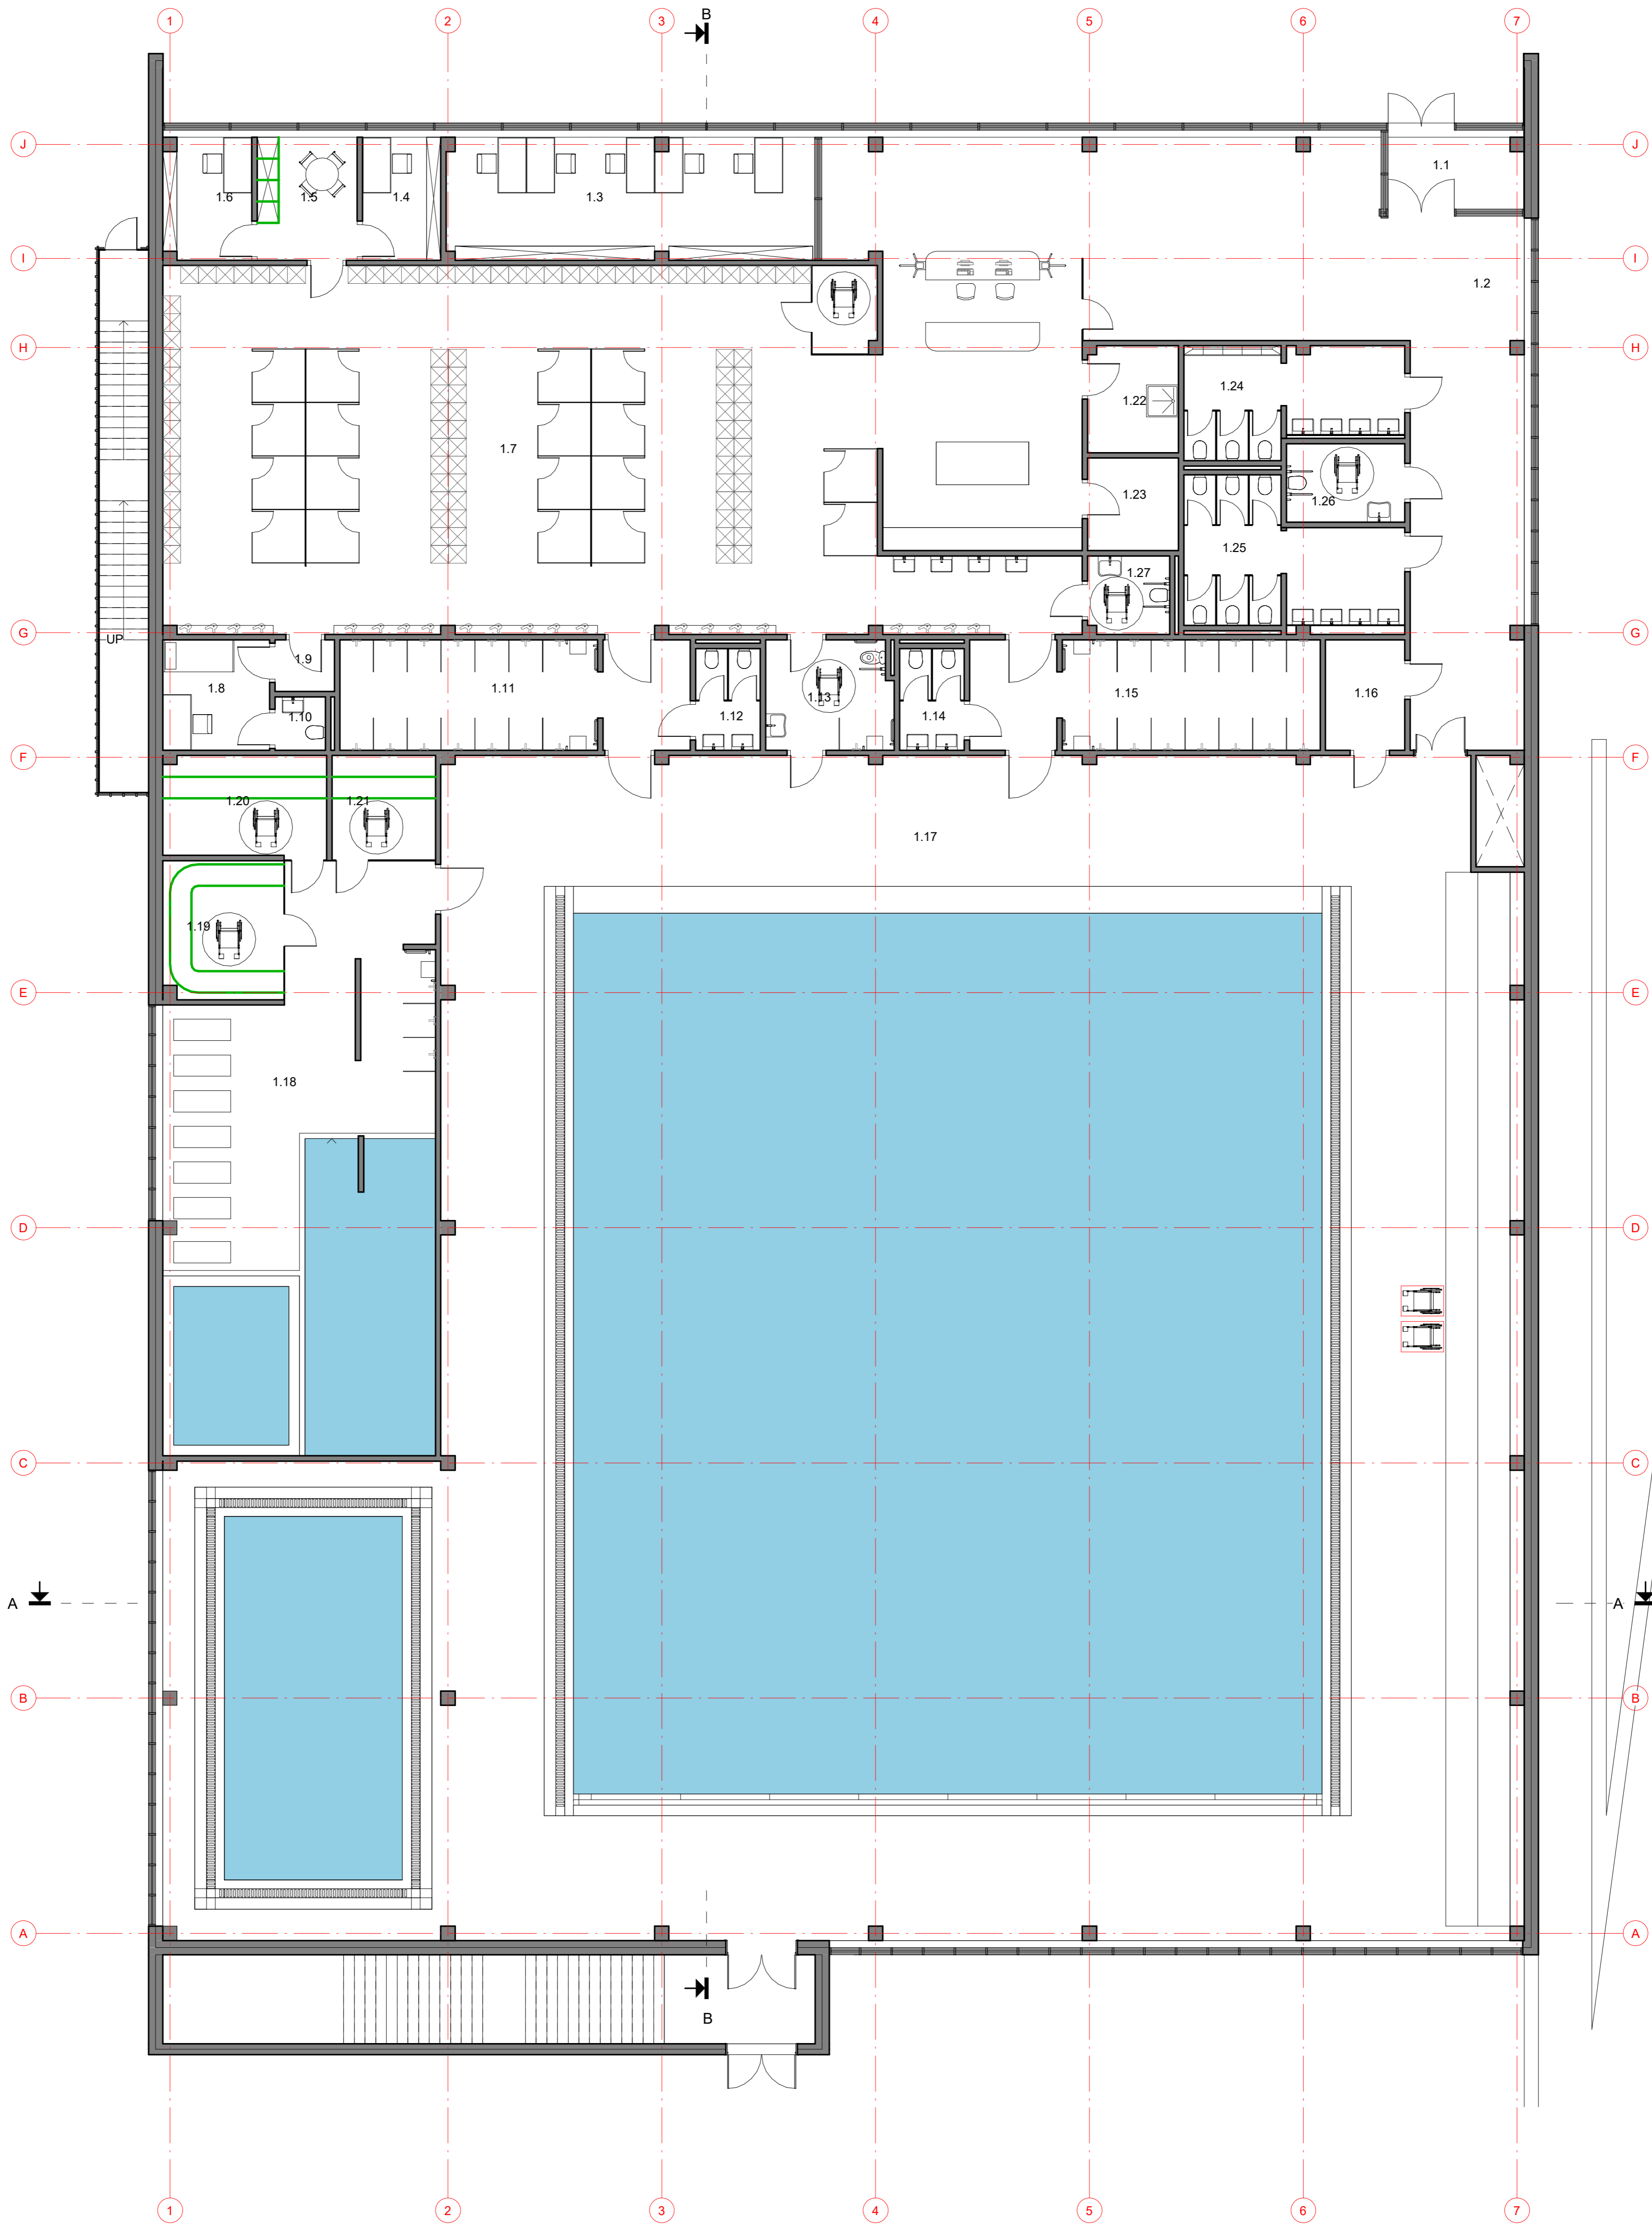 1 2 3 4 5 6 7
B
J J
1.1
1.6 1.5 1.4 1.3
I I
1.2
H H
1.24
1.22
1.7
1.23
1.26
1.25
1.27
G G
UP
1.9
1.8 1.11 1.13 1.15 1.16
1.10 1.12 1.14
F F
1.20 1.21
1.17
1.19
E E
1.18
D D
C C
A A
B B
A A
B
1 2 3 4 5 6 7